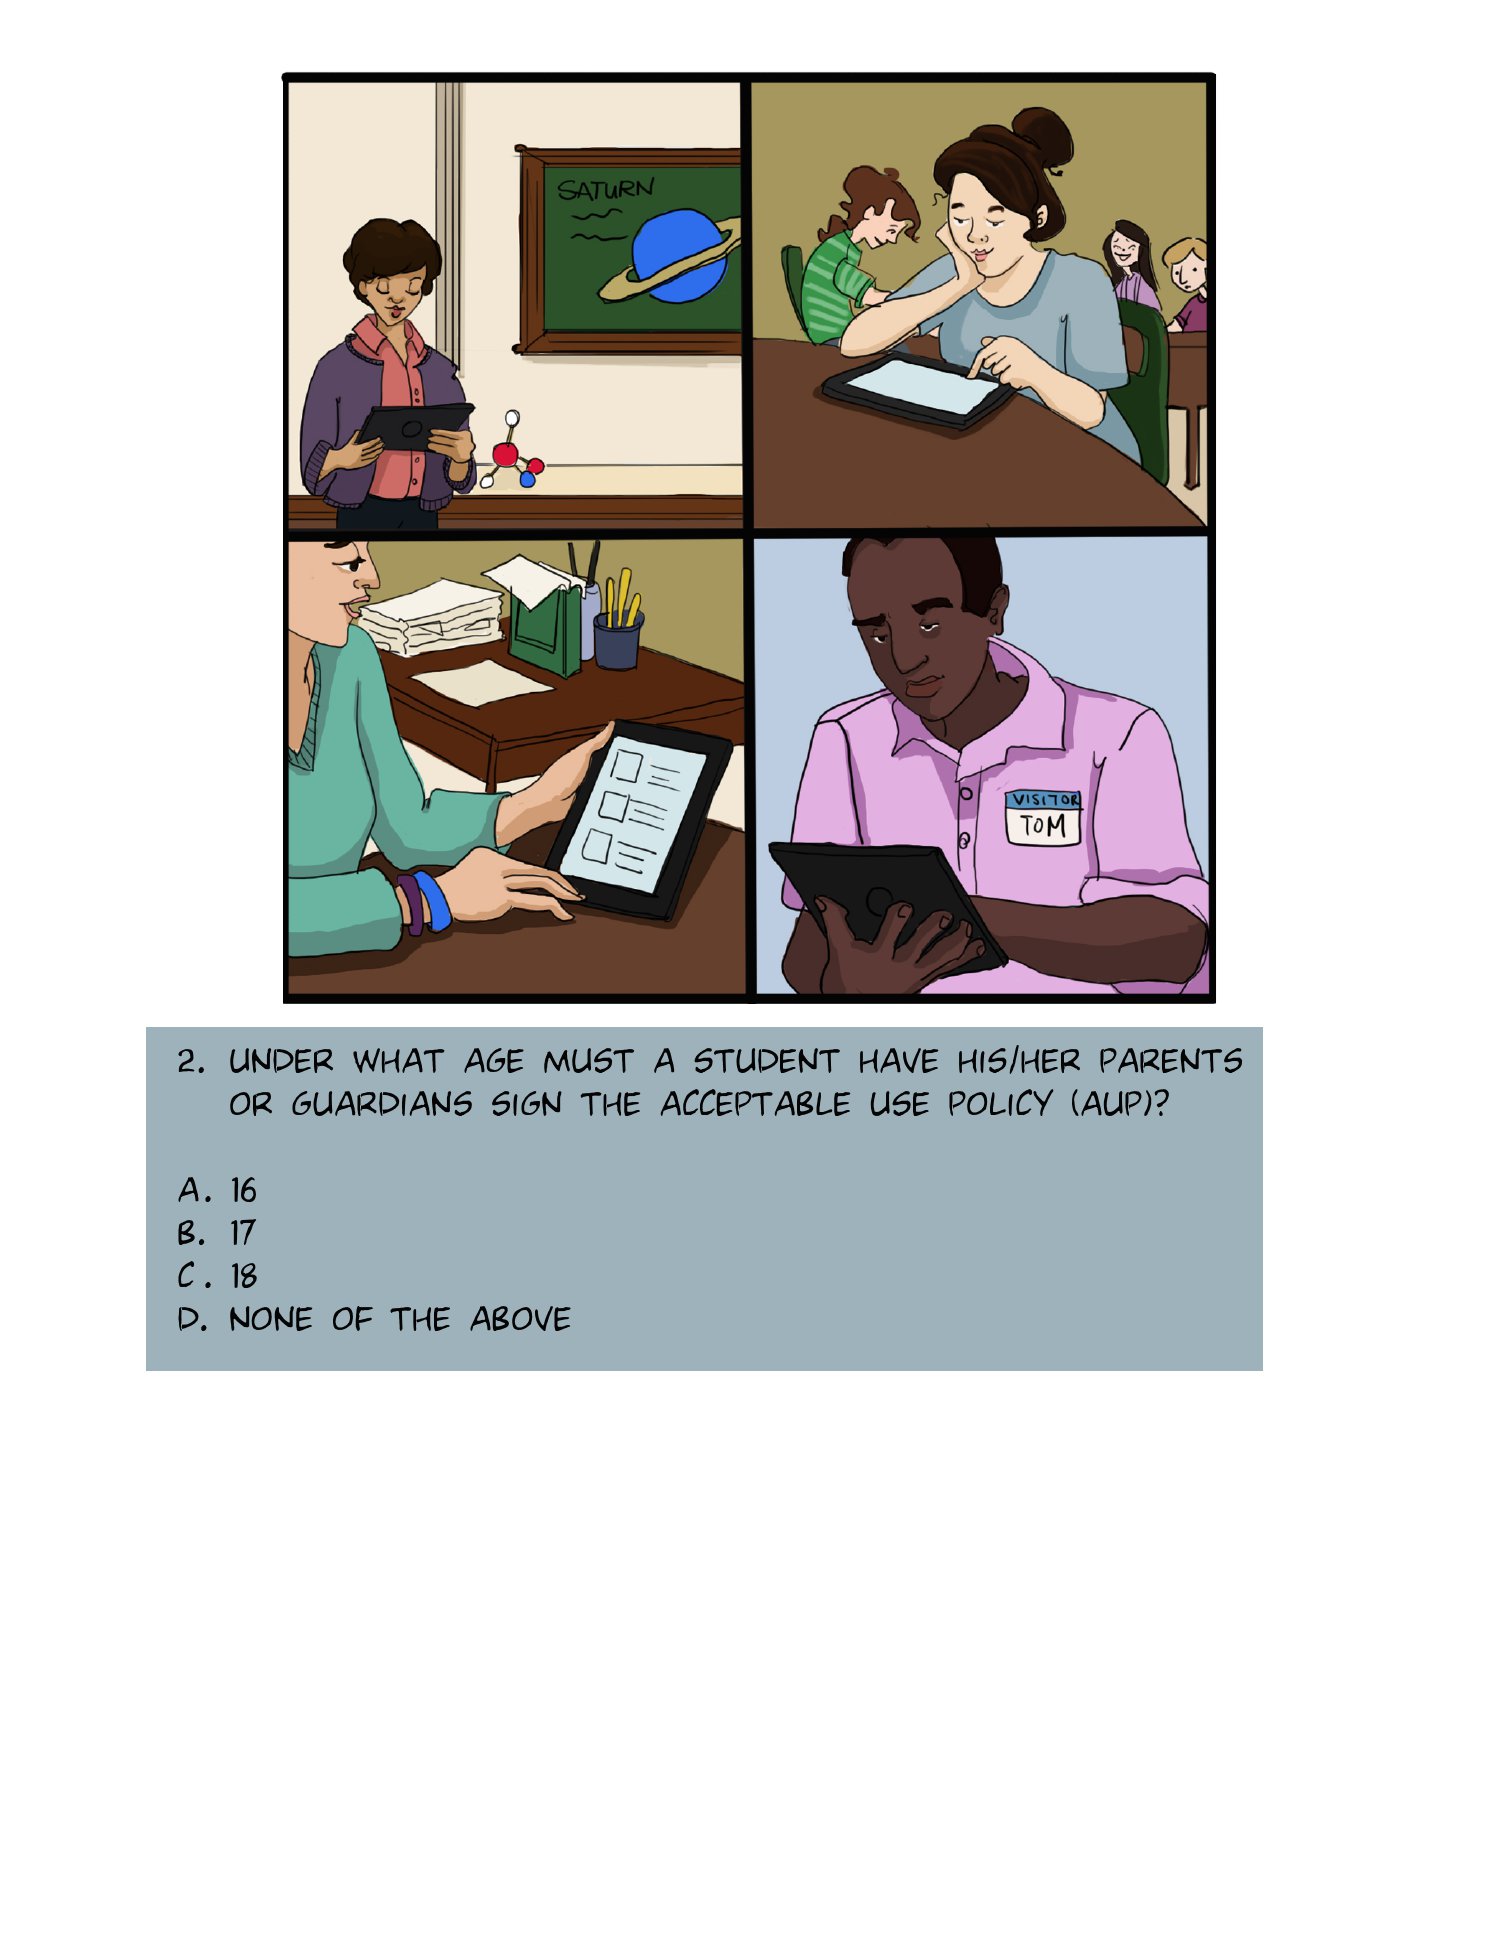 SATURN
VISITOR
TOM
2. UNDER WHAT AGE MUST A STUDENT HAVE HIS/HER PARENTS
OR GUARDIANS SIGN THE ACCEPTABLE USE POLICY (AUP)?
A. 16
B. 17
C. 18
D. NONE OF THE ABOVE